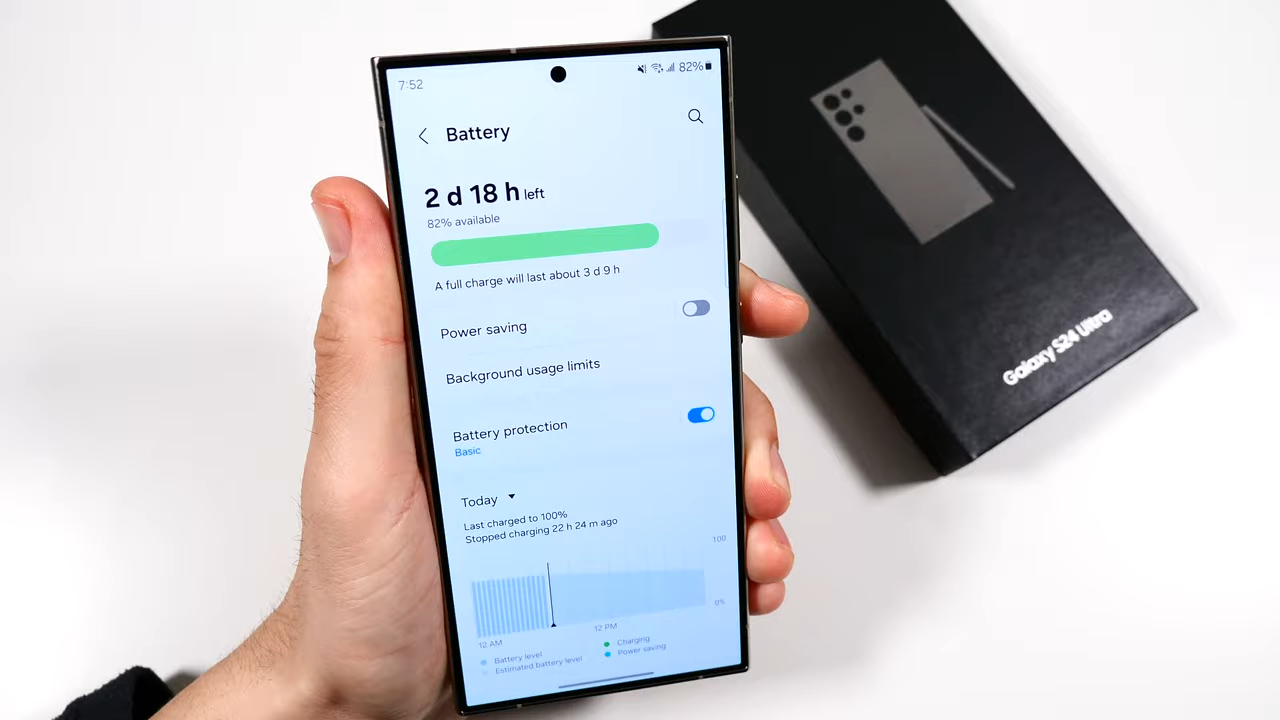 7:52
82%
Battery
2 d 18 h left
82% available
A full charge will last about 3 d 9 h
Power saving
Background usage limits
Battery protection
Basic
Today
Last charged to 100%
Stopped charging 22 h 24 m ago
100
0%
12 AM
12 PM
Battery level
Charging
Estimated battery level
Power saving
Galaxy S24 Ultra